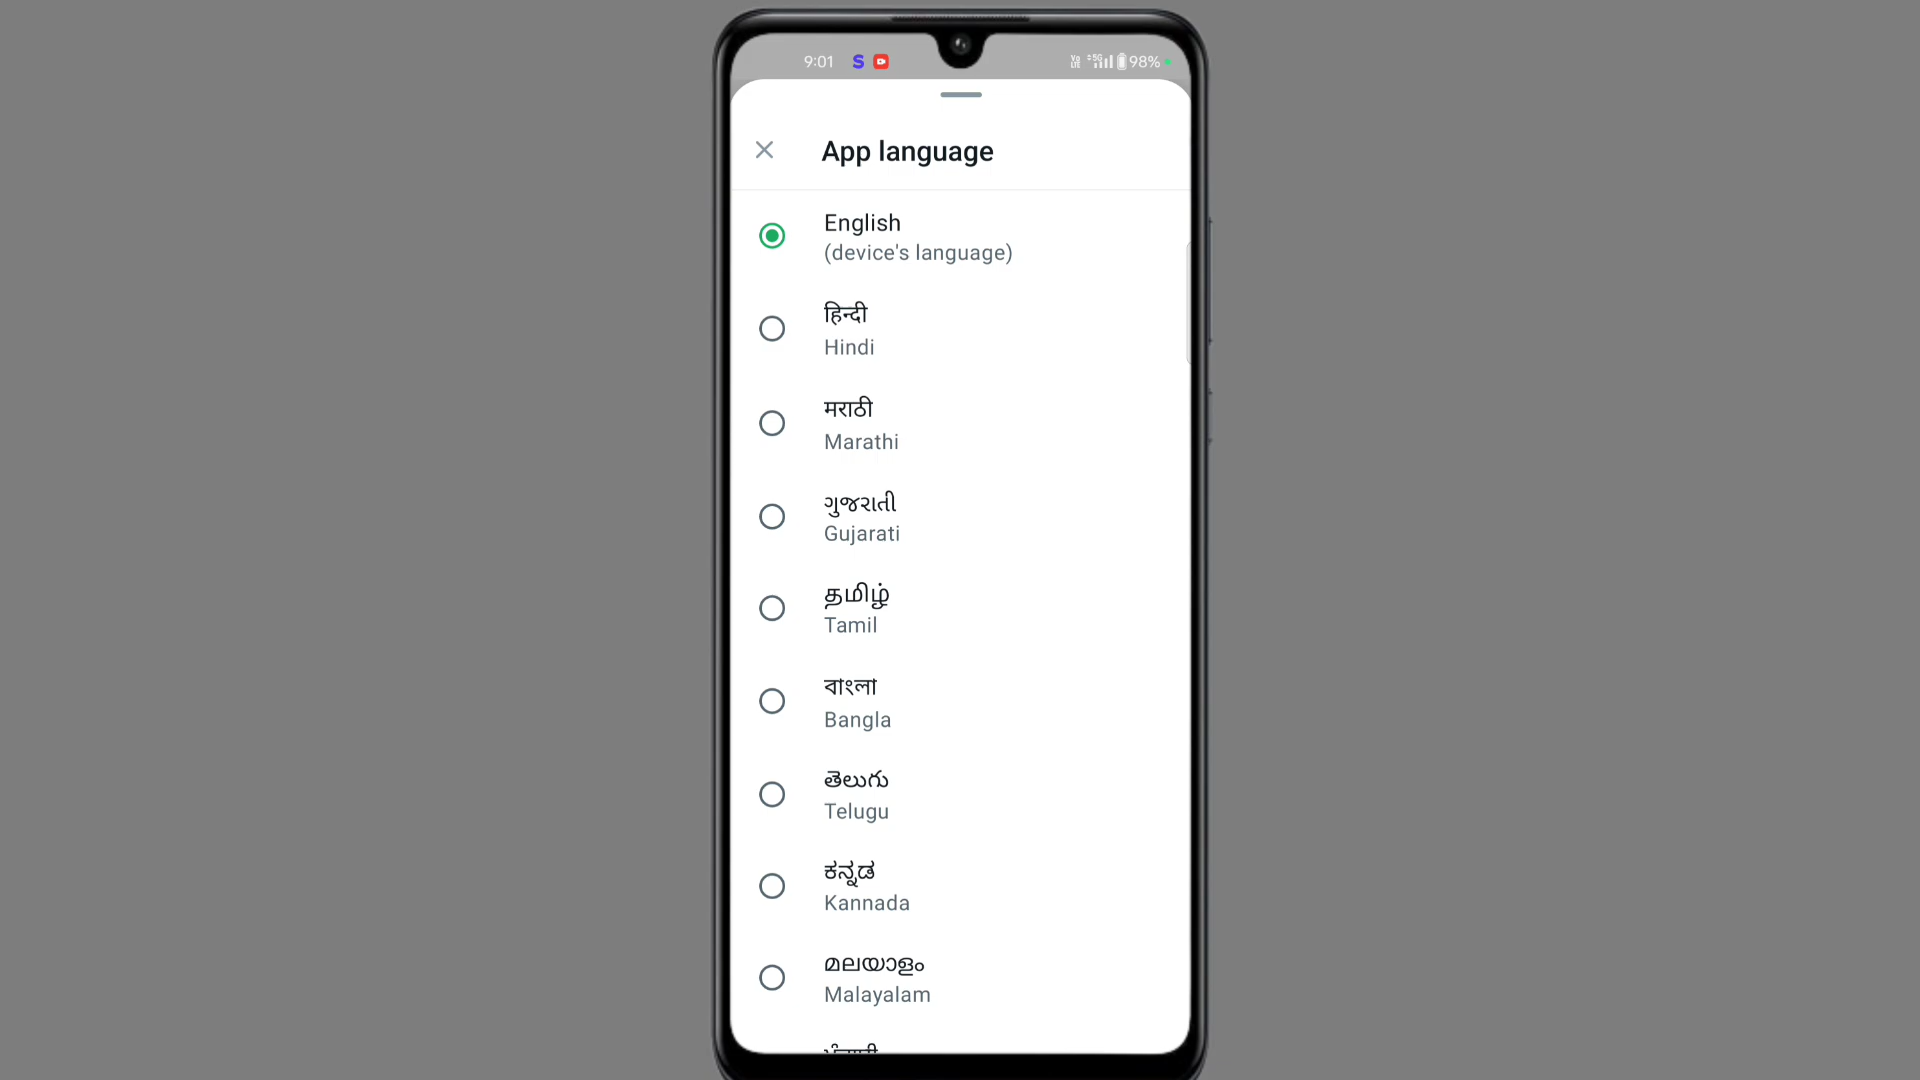 9:01 S 5G 98%
App language
English
(device's language)
हिन्दी
Hindi
मराठी
Marathi
ગુજરાતી
Gujarati
தமிழ்
Tamil
বাংলা
Bangla
తెలుగు
Telugu
ಕನ್ನಡ
Kannada
മലയാളം
Malayalam